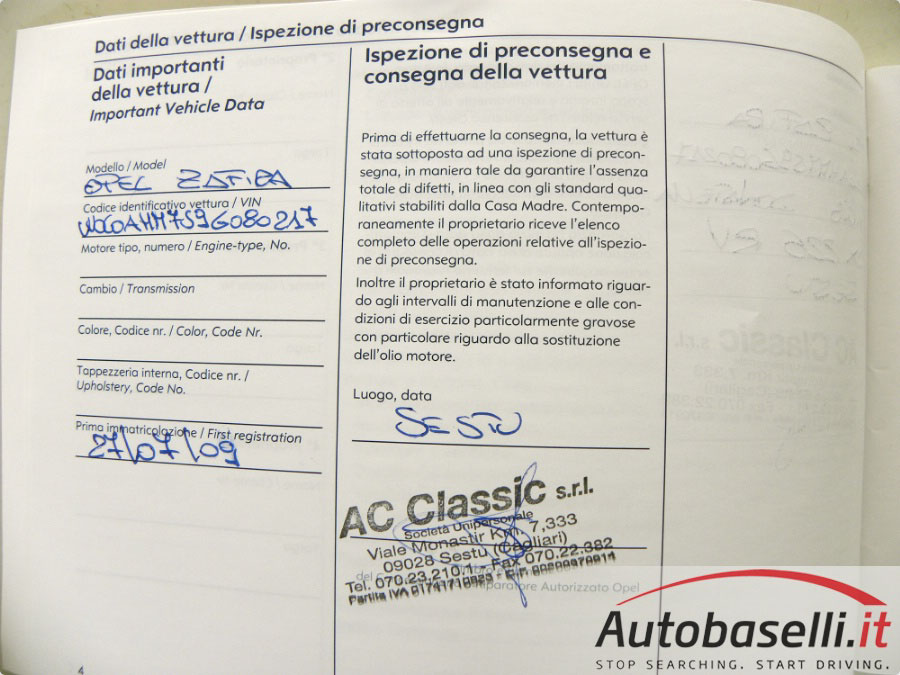 Dati della vettura / Ispezione di preconsegna
Dati importanti
della vettura /
Important Vehicle Data
Modello / Model
OPEL ZAFIRA
Codice identificativo vettura / VIN
W0L0AHM759G080217
Motore tipo, numero / Engine-type, No.
Cambio / Transmission
Colore, Codice nr. / Color, Code Nr.
Tappezzeria interna, Codice nr. /
Upholstery, Code No.
Prima immatricolazione / First registration
27/07/09
4
Ispezione di preconsegna e
consegna della vettura
Prima di effettuarne la consegna, la vettura è
stata sottoposta ad una ispezione di precon-
segna, in maniera tale da garantire l'assenza
totale di difetti, in linea con gli standard qua-
litativi stabiliti dalla Casa Madre. Contempo-
raneamente il proprietario riceve l'elenco
completo delle operazioni relative all'ispezio-
ne di preconsegna.
Inoltre il proprietario è stato informato riguar-
do agli intervalli di manutenzione e alle con-
dizioni di esercizio particolarmente gravose
con particolare riguardo alla sostituzione
dell'olio motore.
Luogo, data
SESTU
AC Classic s.r.l.
Società Unipersonale
Viale Monastir Km. 7,333
09028 Sestu (Cagliari)
Tel. 070.23.210.1 - Fax 070.22.382
Partita IVA
Riparatore Autorizzato Opel
Autobaselli.it
STOP SEARCHING. START DRIVING.